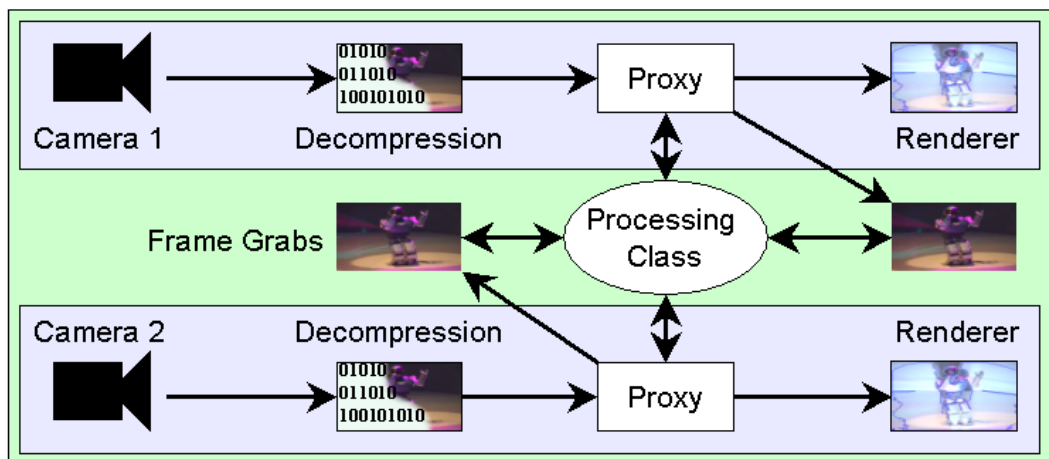 01010
011010
100101010
Proxy
Camera 1
Decompression
Renderer
Frame Grabs
Processing
Class
Camera 2
Decompression
Renderer
01010
011010
100101010
Proxy